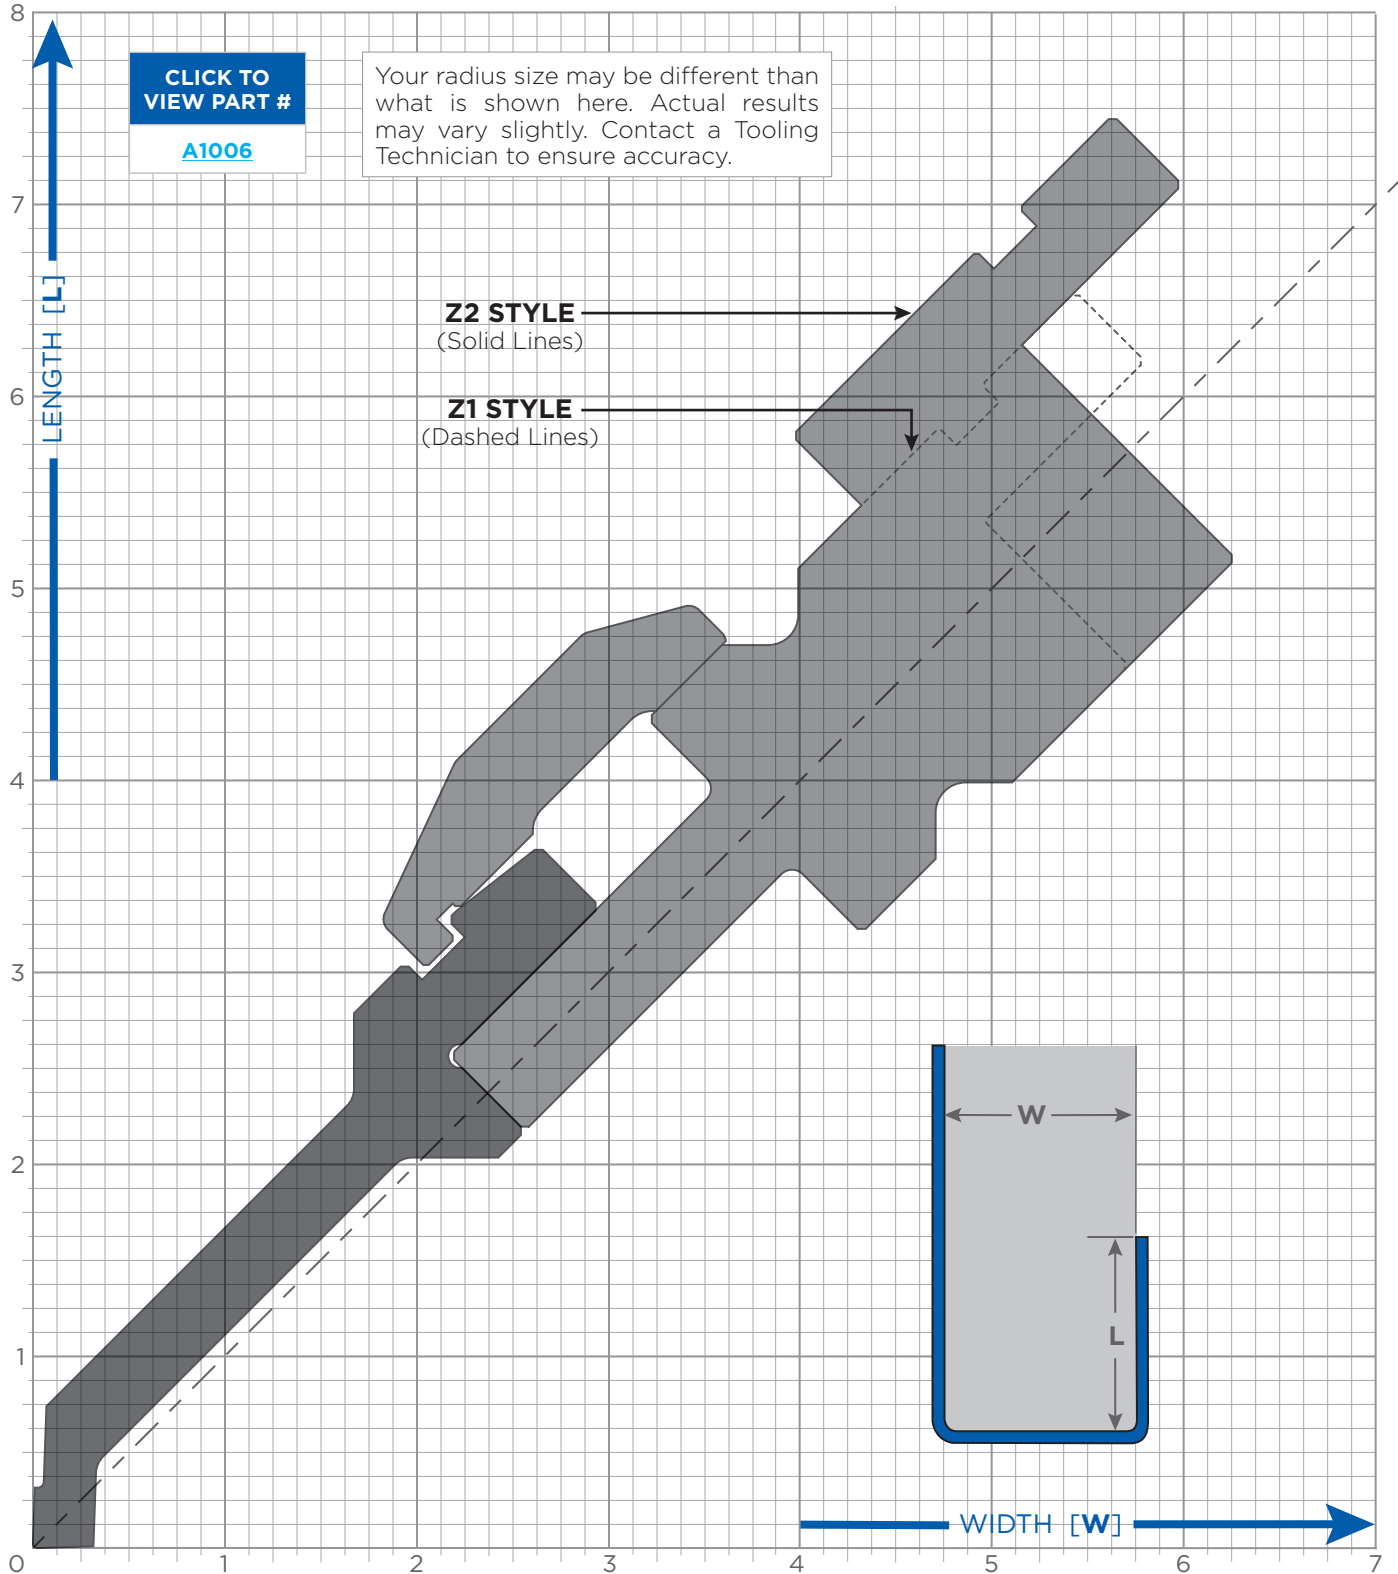 8
CLICK TO
VIEW PART #
A1006
Your radius size may be different than
what is shown here. Actual results
may vary slightly. Contact a Tooling
Technician to ensure accuracy.
7
LENGTH [L]
Z2 STYLE
(Solid Lines)
6
Z1 STYLE
(Dashed Lines)
5
4
3
W
2
L
1
WIDTH [W]
0
1
2
3
4
5
6
7